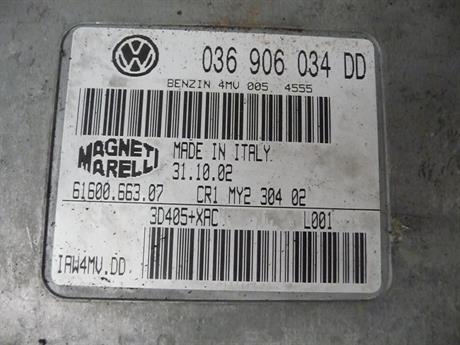 036 906 034 DD
BENZIN 4MV 005 4555
MAGNETI
MARELLI
MADE IN ITALY
31.10.02
61600.663.07 CR1 MY2 304 02
3D405+XAC L001
IAW4MV.DD